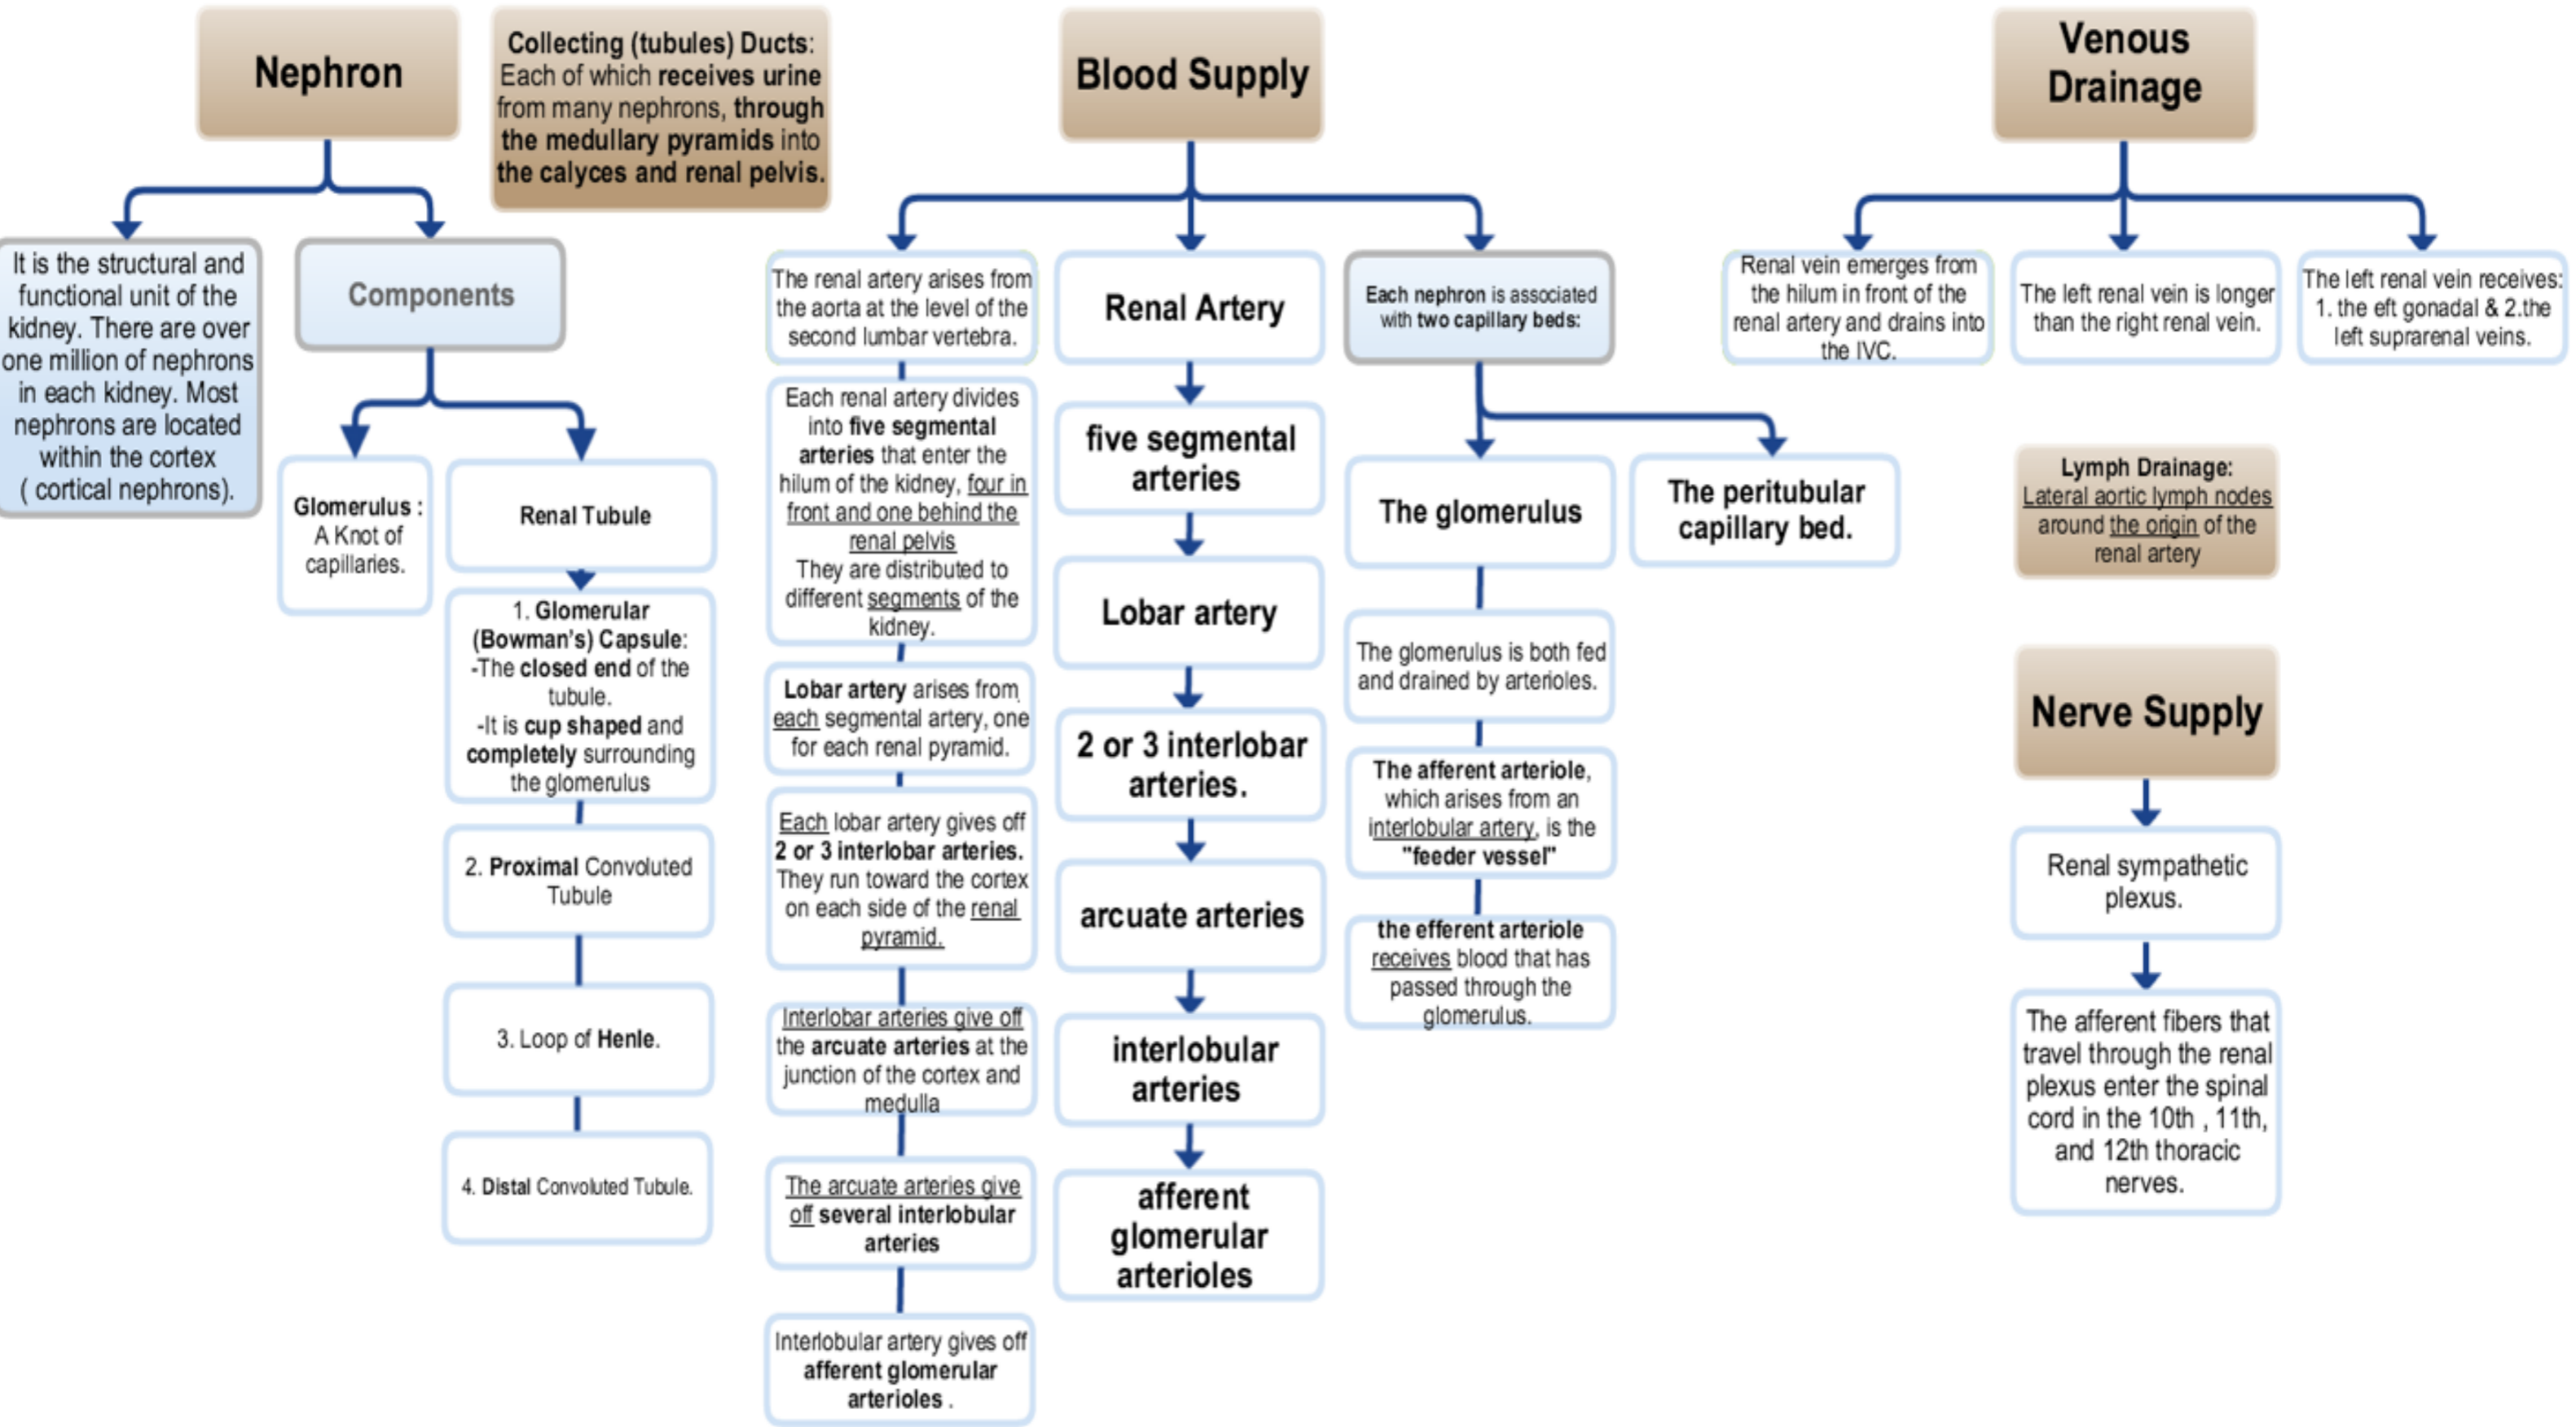 Nephron
It is the structural and
functional unit of the
kidney. There are over
one million of nephrons
in each kidney. Most
nephrons are located
within the cortex
( cortical nephrons).
Components
Glomerulus :
A Knot of
capillaries.
Renal Tubule
1. Glomerular
(Bowman's) Capsule:
-The closed end of the
tubule.
-It is cup shaped and
completely surrounding
the glomerulus
2. Proximal Convoluted
Tubule
3. Loop of Henle.
4. Distal Convoluted Tubule.
Collecting (tubules) Ducts:
Each of which receives urine
from many nephrons, through
the medullary pyramids into
the calyces and renal pelvis.
Blood Supply
The renal artery arises from
the aorta at the level of the
second lumbar vertebra.
Each renal artery divides
into five segmental
arteries that enter the
hilum of the kidney, four in
front and one behind the
renal pelvis
They are distributed to
different segments of the
kidney.
Lobar artery arises from
each segmental artery, one
for each renal pyramid.
Each lobar artery gives off
2 or 3 interlobar arteries.
They run toward the cortex
on each side of the renal
pyramid.
Interlobar arteries give off
the arcuate arteries at the
junction of the cortex and
medulla
The arcuate arteries give
off several interlobular
arteries
Interlobular artery gives off
afferent glomerular
arterioles .
Renal Artery
five segmental
arteries
Lobar artery
2 or 3 interlobar
arteries.
arcuate arteries
interlobular
arteries
afferent
glomerular
arterioles
Each nephron is associated
with two capillary beds:
The glomerulus
The glomerulus is both fed
and drained by arterioles.
The afferent arteriole,
which arises from an
interlobular artery, is the
"feeder vessel"
the efferent arteriole
receives blood that has
passed through the
glomerulus.
The peritubular
capillary bed.
Venous
Drainage
Renal vein emerges from
the hilum in front of the
renal artery and drains into
the IVC.
The left renal vein is longer
than the right renal vein.
The left renal vein receives:
1. the eft gonadal & 2.the
left suprarenal veins.
Lymph Drainage:
Lateral aortic lymph nodes
around the origin of the
renal artery
Nerve Supply
Renal sympathetic
plexus.
The afferent fibers that
travel through the renal
plexus enter the spinal
cord in the 10th , 11th,
and 12th thoracic
nerves.